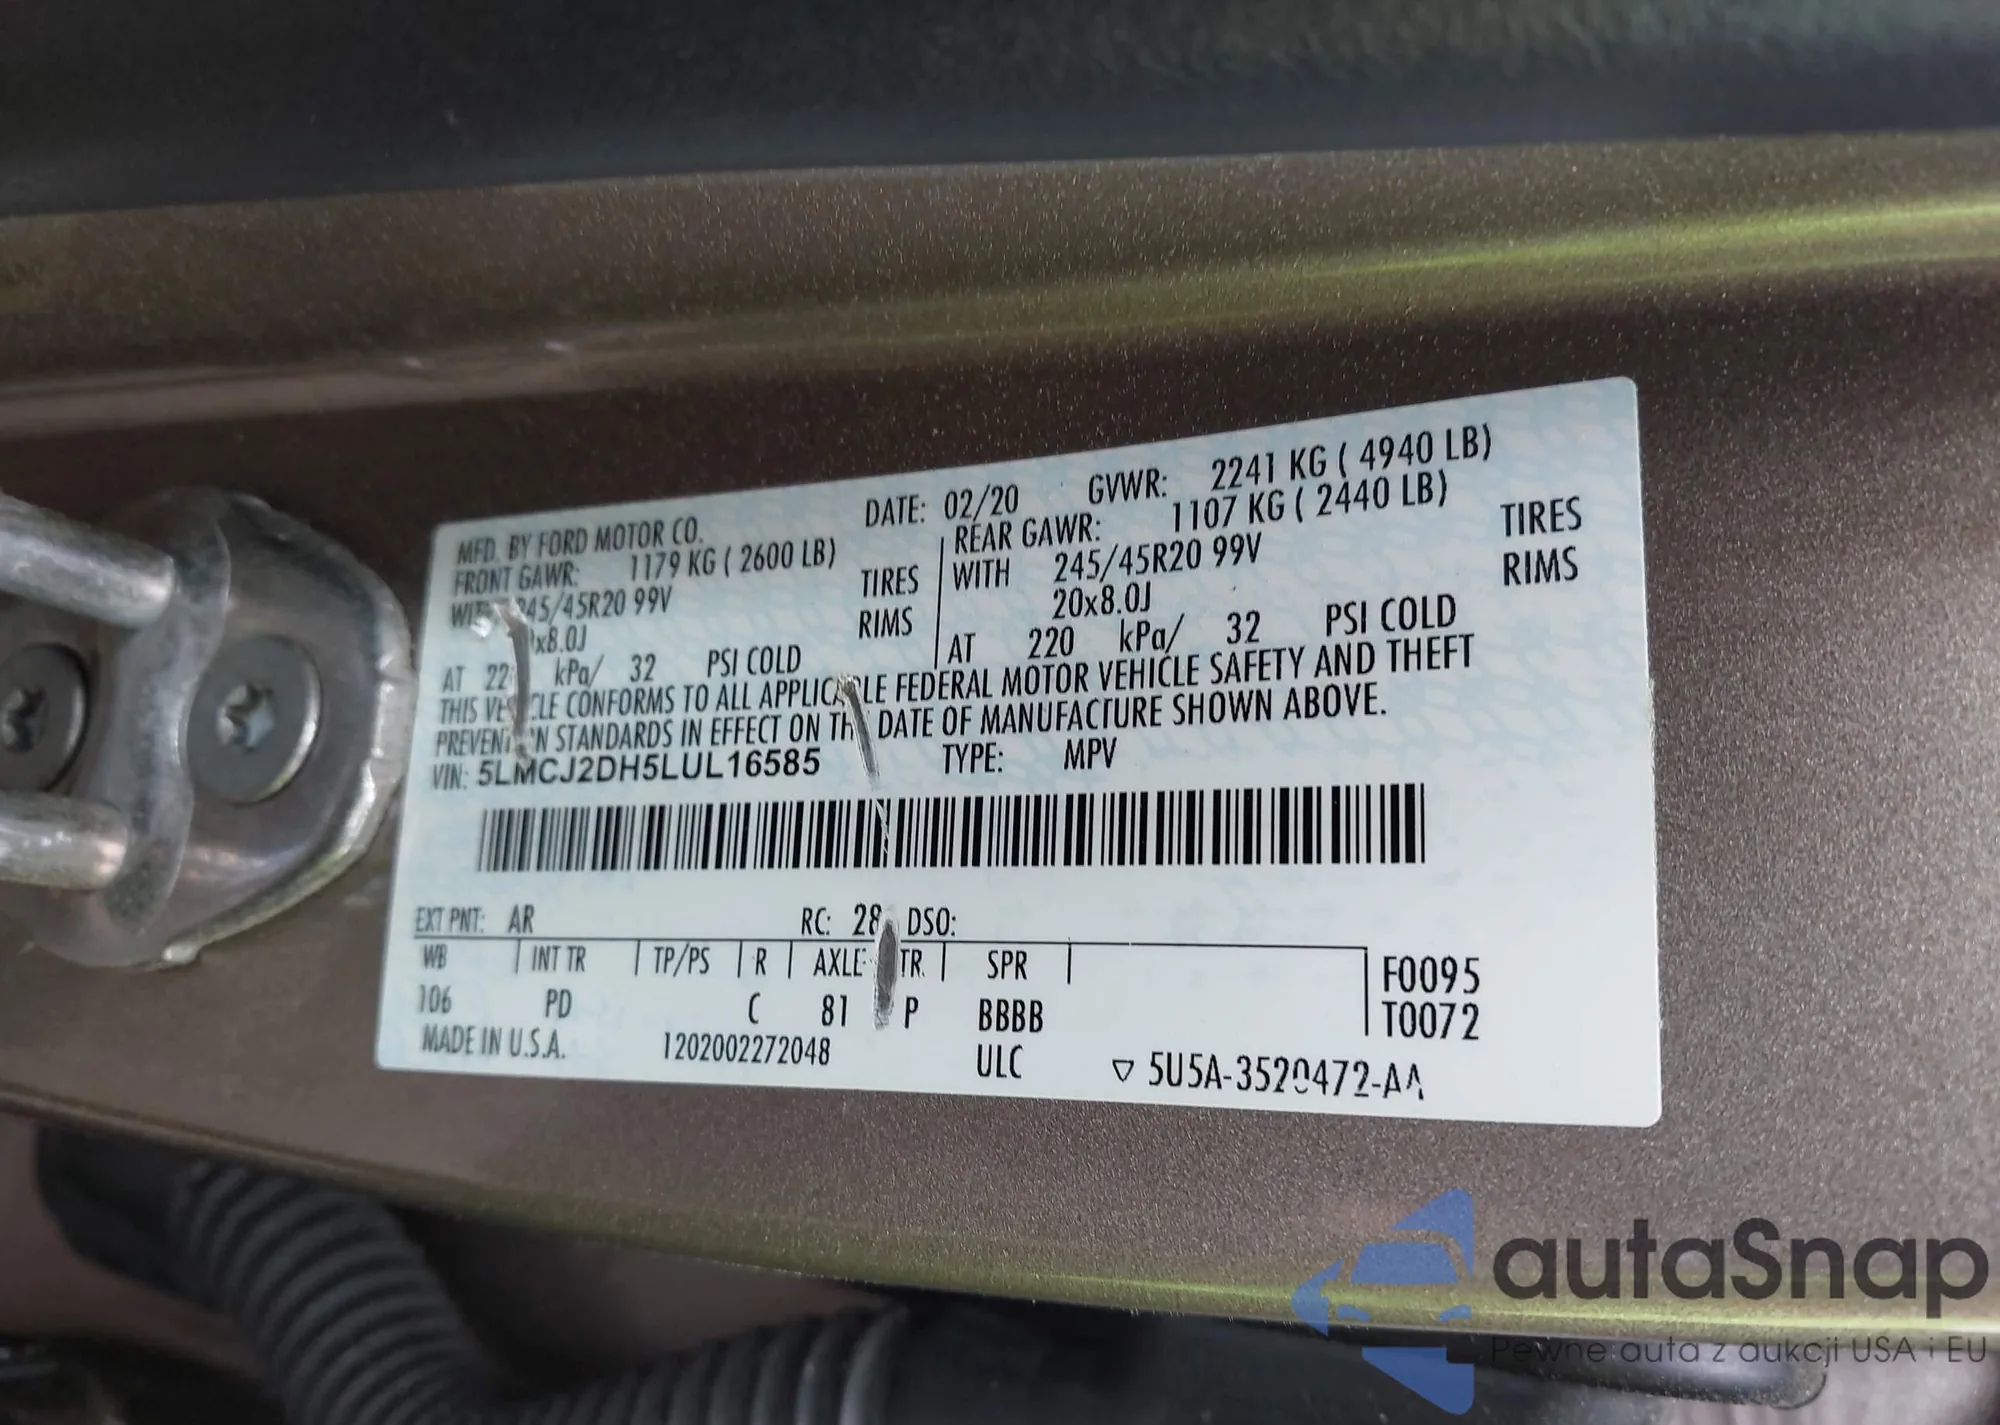 MFD. BY FORD MOTOR CO. DATE: 02/20 GVWR: 2241 KG ( 4940 LB)
FRONT GAWR: 1179 KG ( 2600 LB) REAR GAWR: 1107 KG ( 2440 LB)
245/45R20 99V TIRES WITH 245/45R20 99V TIRES
x8.0J RIMS 20x8.0J RIMS
AT kPa/ 32 PSI COLD AT 220 kPa/ 32 PSI COLD
THIS CONFORMS TO ALL FEDERAL MOTOR VEHICLE SAFETY AND THEFT
STANDARDS IN EFFECT ON DATE OF MANUFACTURE SHOWN ABOVE.
VIN: 5LMCJ2DH5LUL16585 TYPE: MPV
EXT PNT: AR RC: 28 DSO:
WB INT TR TP/PS R AXLE TR. SPR F0095
106 PD C 81 P BBBB T0072
MADE IN U.S.A. 1202002272048 ULC ▽ 5U5A-3520472-AA
autaSnap
Pewne auta z aukcji USA i EU